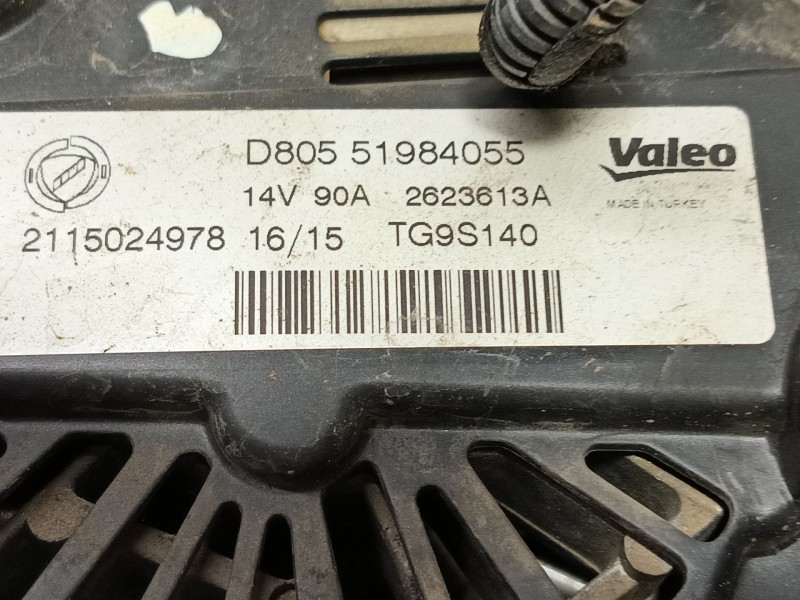 D805 51984055
Valeo
14V 90A 2623613A
MADE IN TURKEY
2115024978 16/15 TG9S140